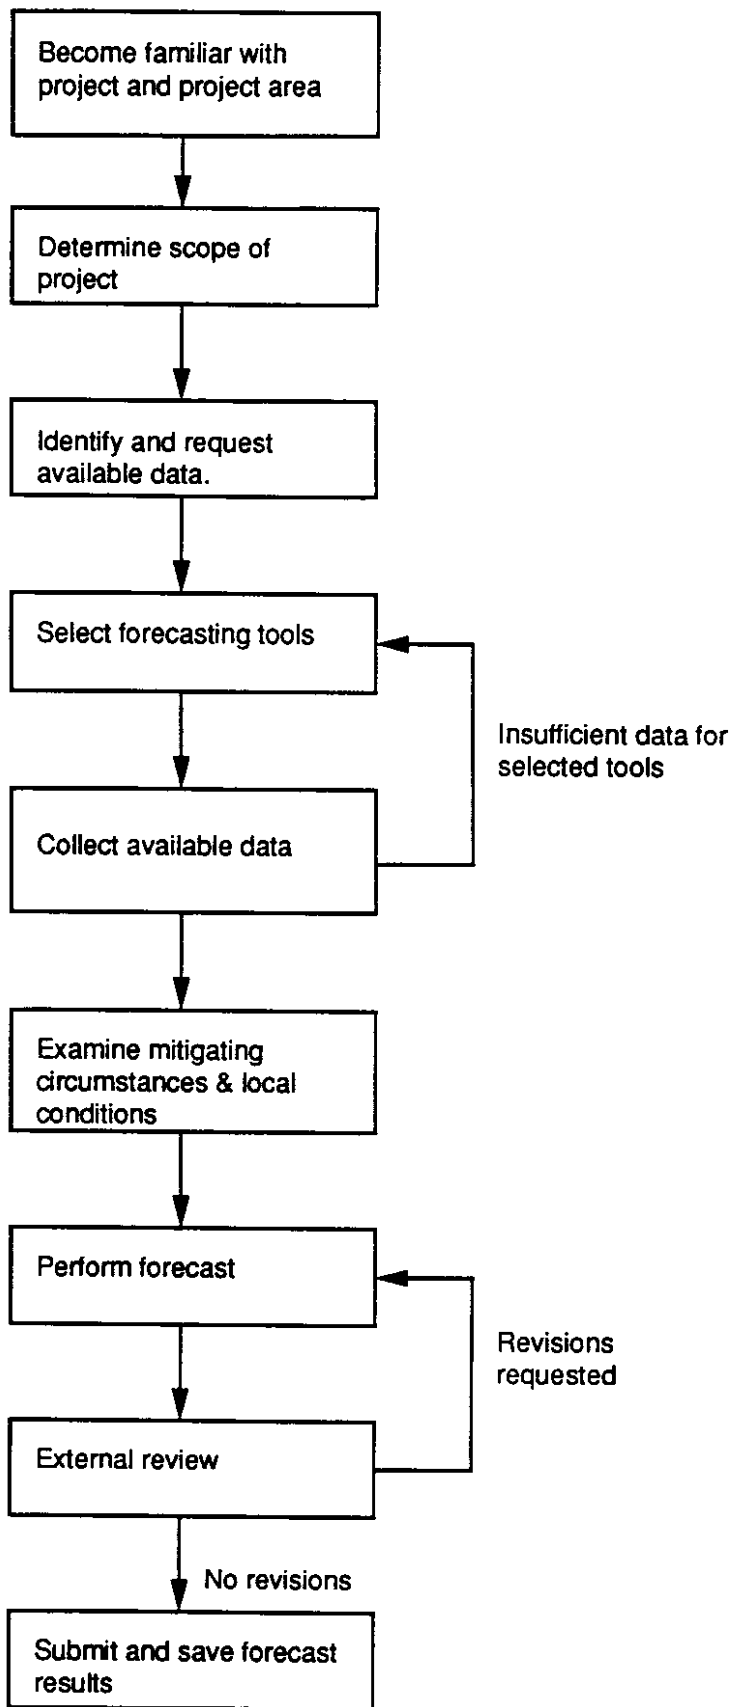 Become familiar with
project and project area
Determine scope of
project
Identify and request
available data.
Select forecasting tools
Insufficient data for
selected tools
Collect available data
Examine mitigating
circumstances & local
conditions
Perform forecast
Revisions
requested
External review
No revisions
Submit and save forecast
results